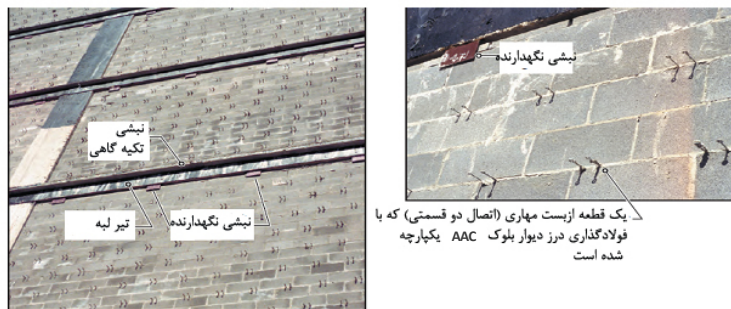 نبشی
تکیه گاهی
تیر لبه
نبشی نگهدارنده
نبشی نگهدارنده
یک قطعه ازبست مهاری (اتصال دو قسمتی) که با
فولادگذاری درز دیوار بلوک AAC یکپارچه
شده است